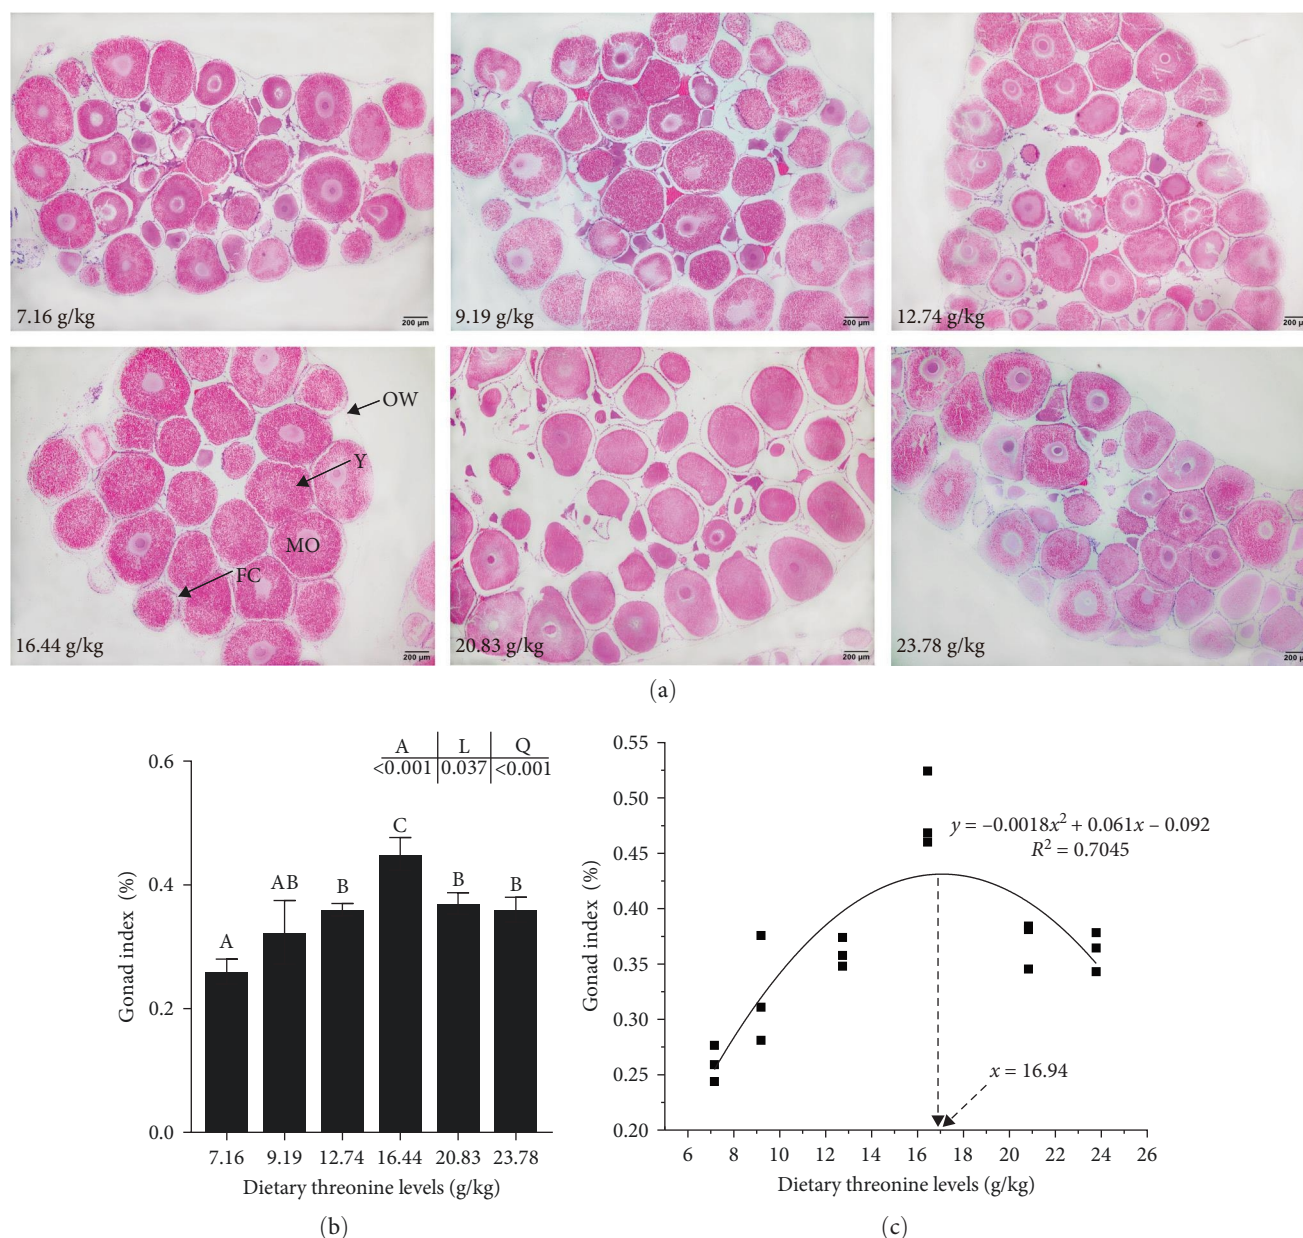 7.16 g/kg
200 μm
9.19 g/kg
200 μm
12.74 g/kg
200
OW
Y
MO
FC
16.44 g/kg
200 μm
20.83 g/kg
200 μm
23.78 g/kg
200
(a)
A L Q
<0.001 0.037 <0.001
Gonad index (%)
0.6
0.4
0.2
0.0
A
AB
B
C
B
B
7.16 9.19 12.74 16.44 20.83 23.78
Dietary threonine levels (g/kg)
(b)
Gonad index (%)
0.55
0.50
0.45
0.40
0.35
0.30
0.25
0.20
y = –0.0018x² + 0.061x – 0.092
R² = 0.7045
x = 16.94
6 8 10 12 14 16 18 20 22 24 26
Dietary threonine levels (g/kg)
(c)